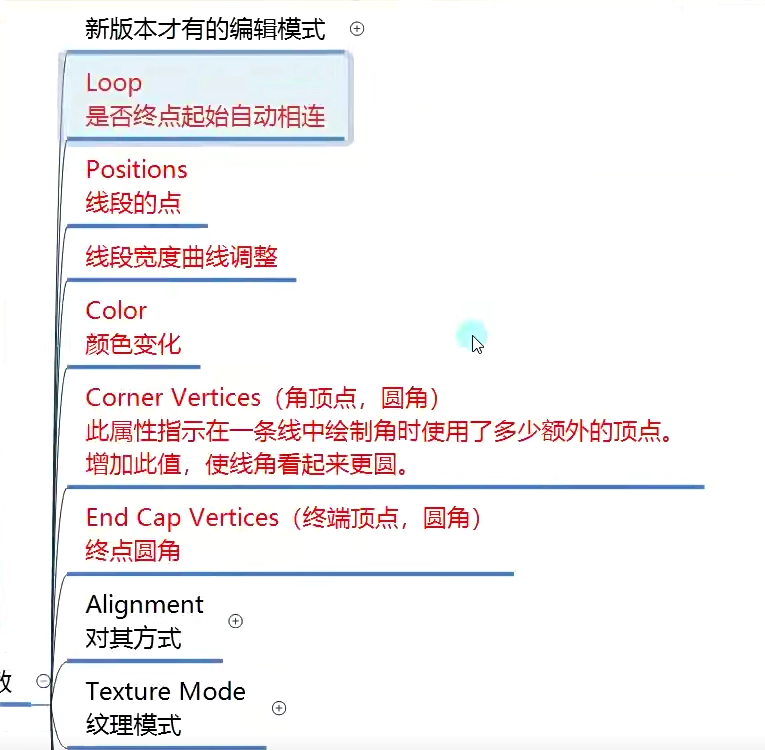 新版本才有的编辑模式
Loop
是否终点起始自动相连
Positions
线段的点
线段宽度曲线调整
Color
颜色变化
Corner Vertices（角顶点，圆角）
此属性指示在一条线中绘制角时使用了多少额外的顶点。
增加此值，使线角看起来更圆。
End Cap Vertices（终端顶点，圆角）
终点圆角
Alignment
对其方式
数
Texture Mode
纹理模式